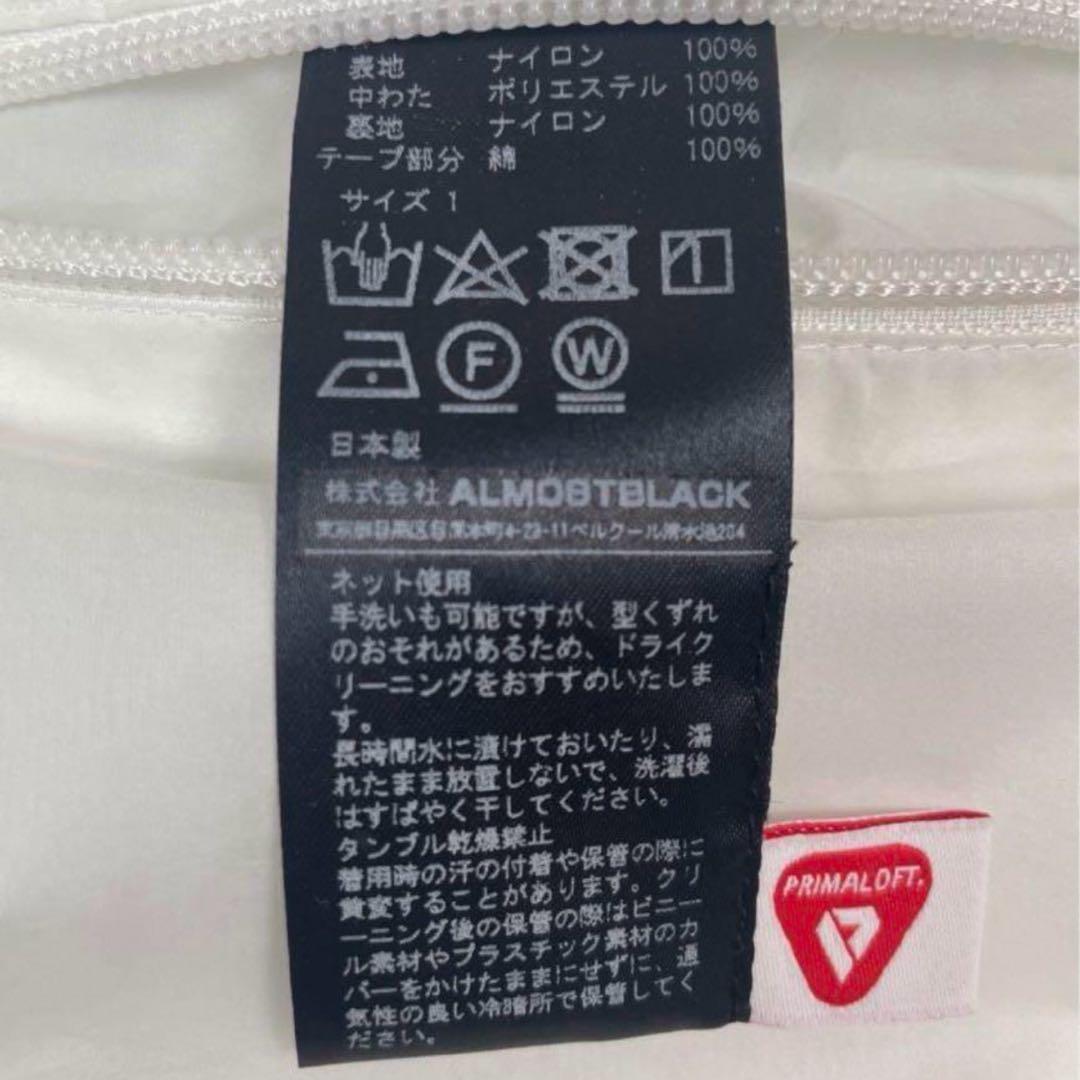 表地 ナイロン 100%
中わた ポリエステル 100%
裏地 ナイロン 100%
テープ部分 綿 100%
サイズ 1
F
W
日本製
株式会社 ALMOSTBLACK
東京都目黒区自由が丘
ネット使用
手洗いも可能ですが、型くずれ
のおそれがあるため、ドライク
リーニングをおすすめいたしま
す。
長時間水に漬けておいたり、濡
れたまま放置しないで、洗濯後
はすばやく干してください。
タンブル乾燥禁止
着用時の汗の付着や保管の際に
黄変することがあります。クリ
ーニング後の保管の際はビニー
ル素材やプラスチック素材のカ
バーをかけたままにせずに、通
気性の良い冷暗所で保管してく
ださい。
PRIMALOFT.